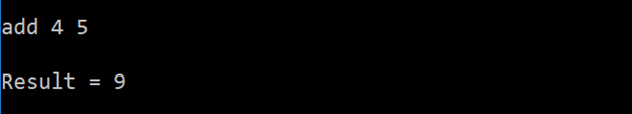 add 4 5
Result = 9